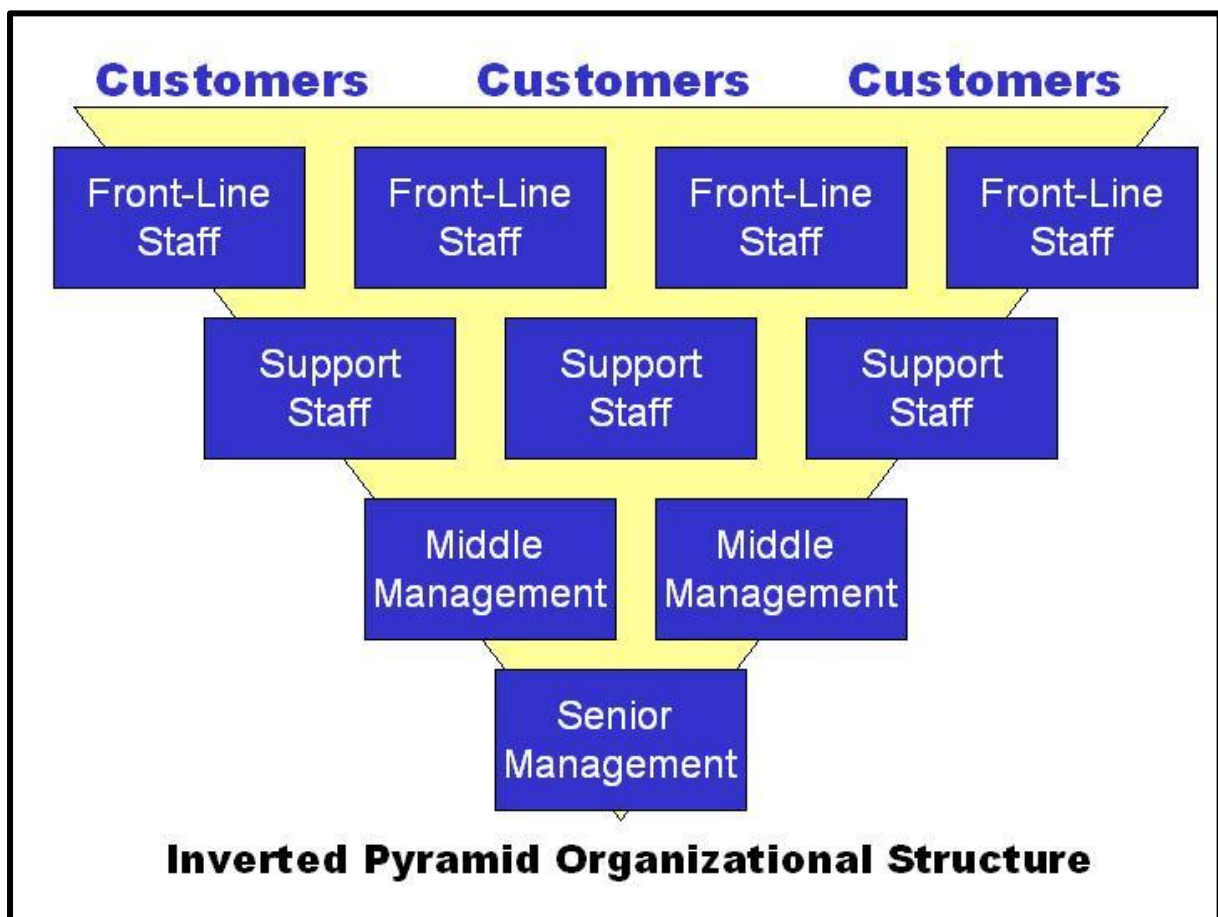 Customers Customers Customers
Front-Line Front-Line Front-Line Front-Line
Staff Staff Staff Staff
Support Support Support
Staff Staff Staff
Middle Middle
Management Management
Senior
Management
Inverted Pyramid Organizational Structure